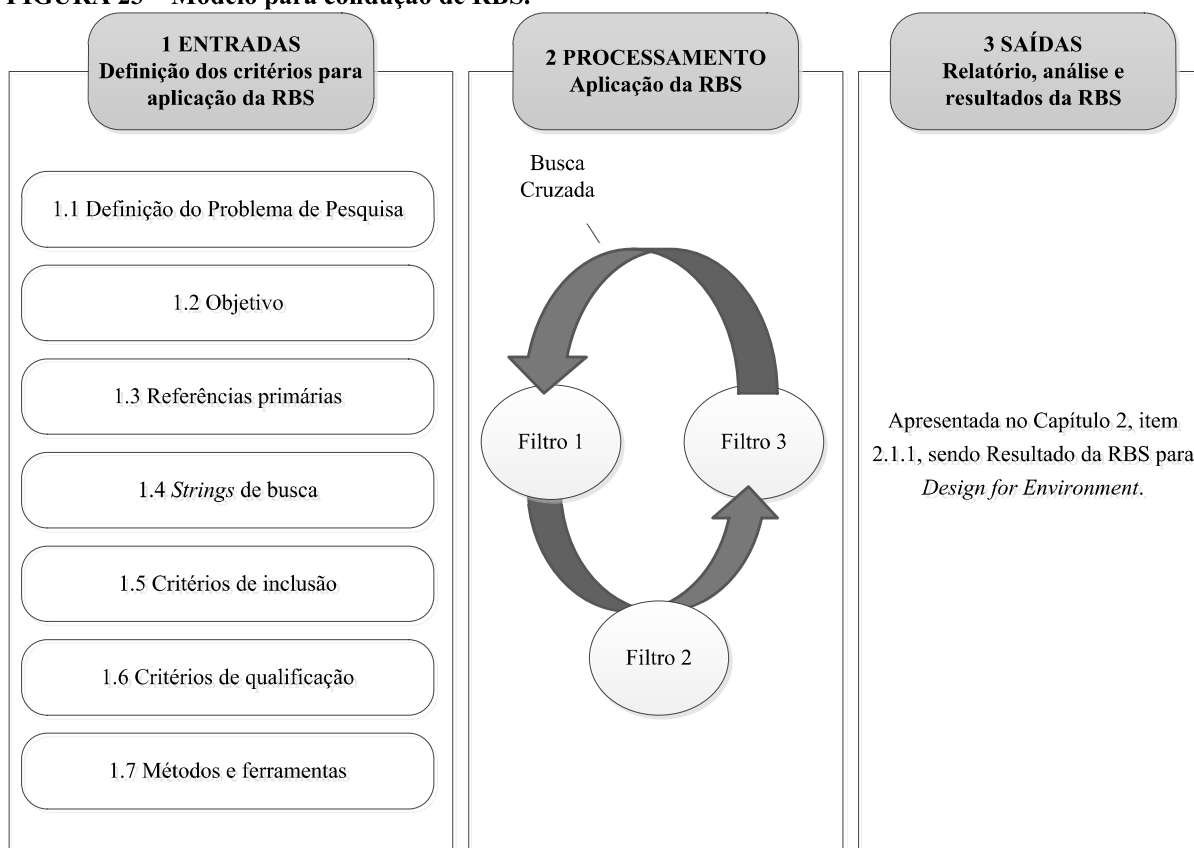 FIGURA 23 – Modelo para condução de RBS.
1 ENTRADAS
Definição dos critérios para
aplicação da RBS
1.1 Definição do Problema de Pesquisa
1.2 Objetivo
1.3 Referências primárias
1.4 Strings de busca
1.5 Critérios de inclusão
1.6 Critérios de qualificação
1.7 Métodos e ferramentas
2 PROCESSAMENTO
Aplicação da RBS
Busca
Cruzada
Filtro 1
Filtro 3
Filtro 2
3 SAÍDAS
Relatório, análise e
resultados da RBS
Apresentada no Capítulo 2, item
2.1.1, sendo Resultado da RBS para
Design for Environment.